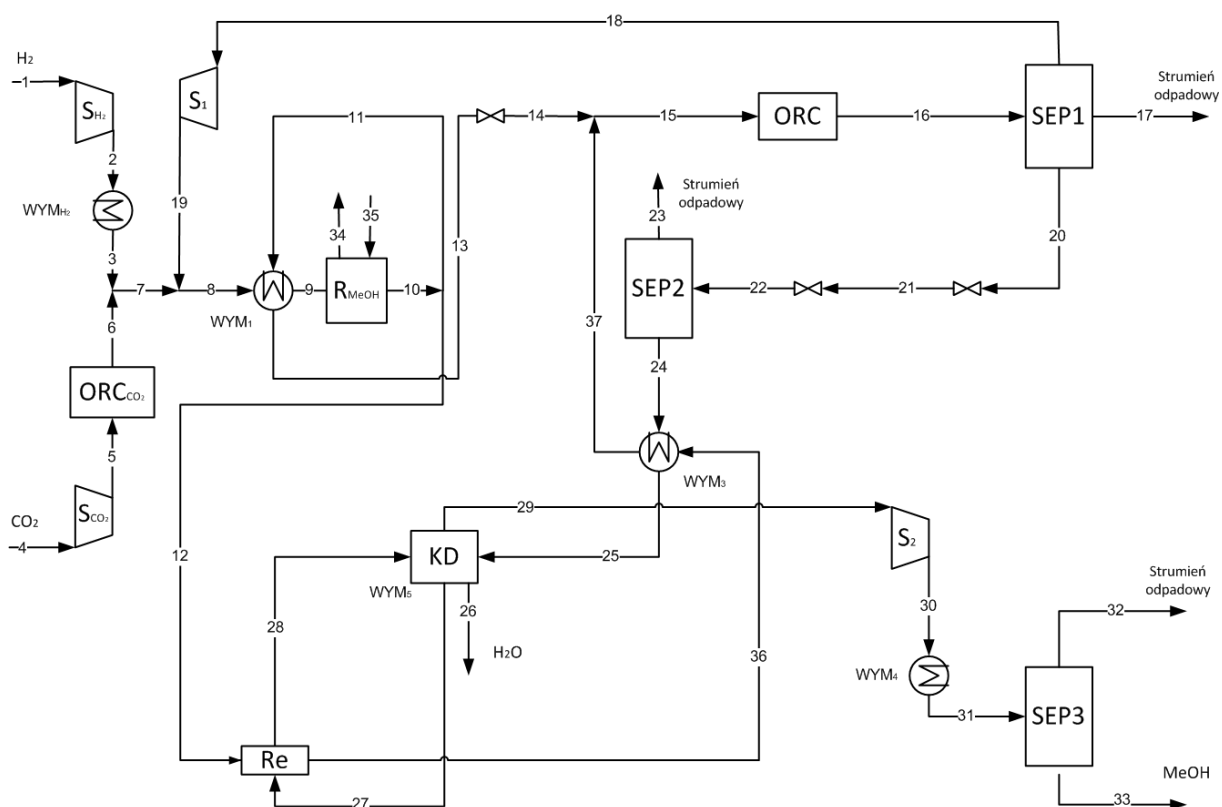 18
H₂
1
S₁
Strumień
odpadowy
S_H₂
11
14
15
ORC
16
SEP1
17
2
Strumień
odpadowy
WYM_H₂
19
35
23
34
13
20
3
7
8
9
R_MeOH
10
SEP2
22
21
WYM₁
6
37
24
ORC_CO₂
5
WYM₃
CO₂
S_CO₂
29
4
12
KD
25
S₂
WYM₅
26
Strumień
odpadowy
28
30
32
H₂O
36
WYM₄
31
SEP3
Re
MeOH
27
33